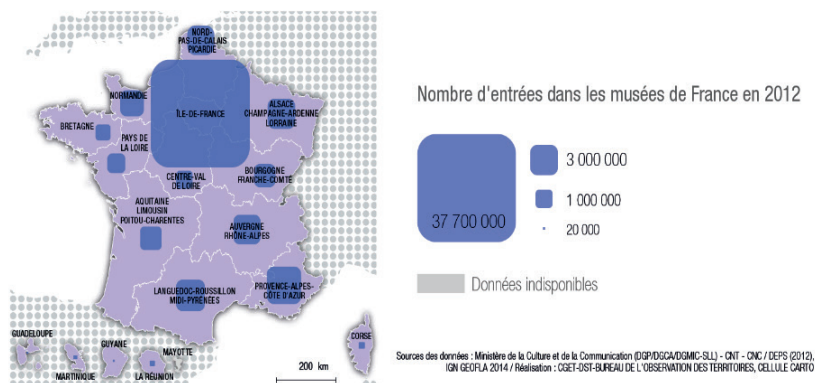 NORD-
PAS-DE-CALAIS
PICARDIE
NORMANDIE
ÎLE-DE-FRANCE
ALSACE
CHAMPAGNE-ARDENNE
LORRAINE
BRETAGNE
PAYS DE
LA LOIRE
CENTRE-VAL
DE LOIRE
BOURGOGNE
FRANCHE-COMTÉ
AQUITAINE
LIMOUSIN
POITOU-CHARENTES
AUVERGNE
RHÔNE-ALPES
LANGUEDOC-ROUSSILLON
MIDI-PYRÉNÉES
PROVENCE-ALPES-
CÔTE D'AZUR
GUADELOUPE
MARTINIQUE
GUYANE
LA RÉUNION
MAYOTTE
CORSE
200 km
Nombre d'entrées dans les musées de France en 2012
37 700 000
3 000 000
1 000 000
20 000
Données indisponibles
Sources des données : Ministère de la Culture et de la Communication (DGP/DGCA/DGMIC-SLL) - CNT - CNC / DEPS (2012),
IGN GEOFLA 2014 / Réalisation : CGET-DST-BUREAU DE L'OBSERVATION DES TERRITOIRES, CELLULE CARTO